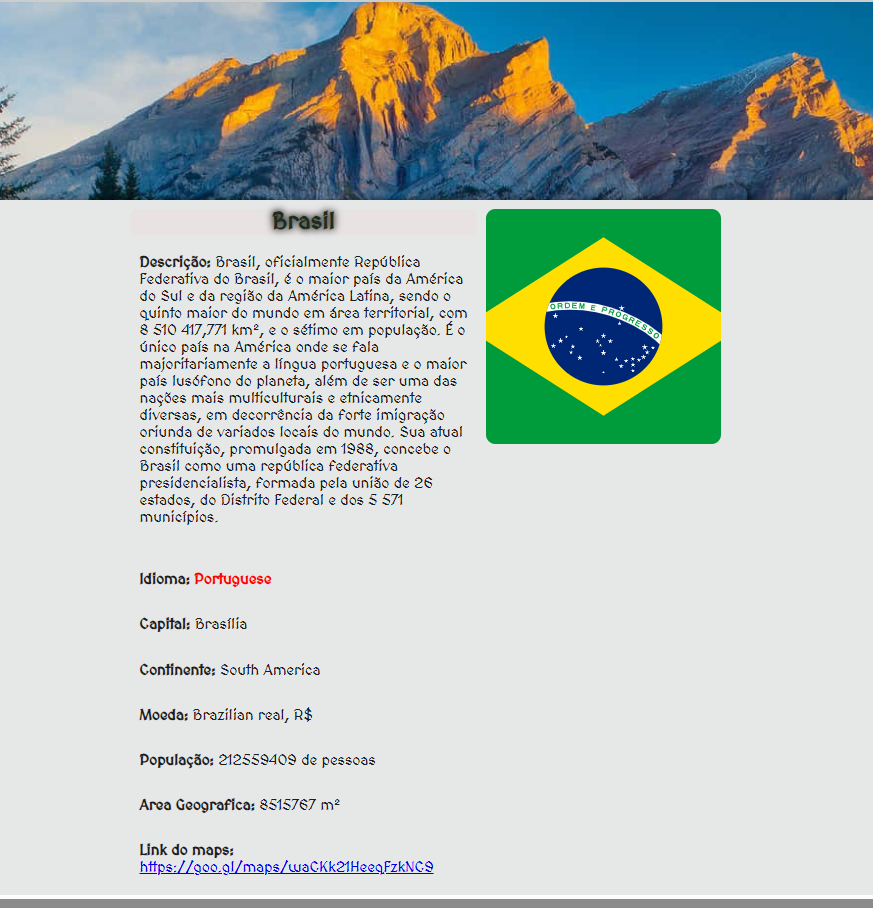 Brasil
ORDEM E PROGRESSO
Descrição: Brasil, oficialmente República
Federativa do Brasil, é o maior país da América
do Sul e da região da América Latina, sendo o
quinto maior do mundo em área territorial, com
8 510 417,771 km², e o sétimo em população. É o
único país na América onde se fala
majoritariamente a língua portuguesa e o maior
país lusófono do planeta, além de ser uma das
nações mais multiculturais e etnicamente
diversas, em decorrência da forte imigração
oriunda de variados locais do mundo. Sua atual
constituição, promulgada em 1988, concebe o
Brasil como uma república federativa
presidencialista, formada pela união de 26
estados, do Distrito Federal e dos 5 571
municípios.
Idioma: Portuguese
Capital: Brasília
Continente: South America
Moeda: Brazilian real, R$
População: 212559409 de pessoas
Area Geografica: 8515767 m²
Link do maps:
https://goo.gl/maps/waCKk21HeeqFzkNC9